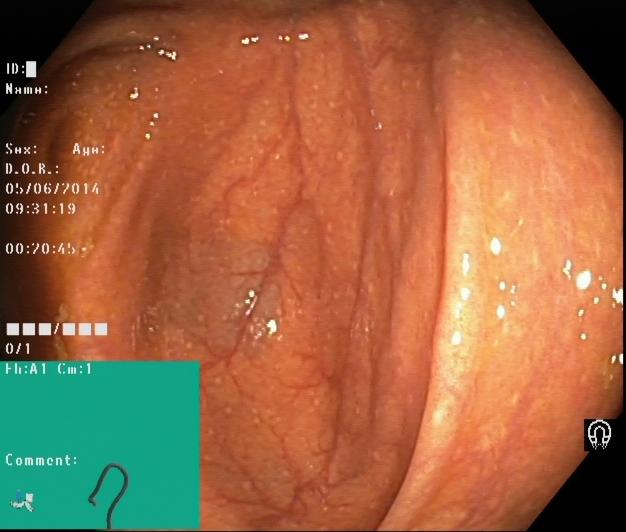 ID:
Name:
Sex: Age:
D.O.R.:
05/06/2014
09:31:19
00:20:45
0/1
Eh:A1 Cm:1
Comment: